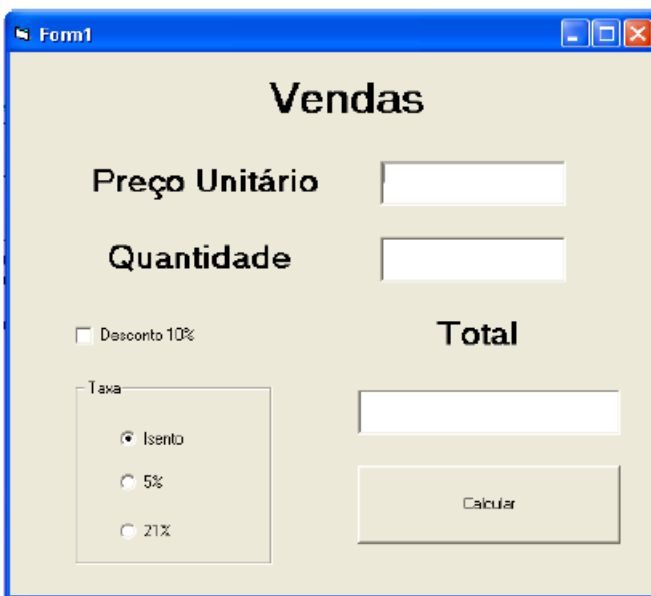 Form1
Vendas
Preço Unitário
Quantidade
Desconto 10%
Total
Taxa
Isento
5%
21%
Calcular